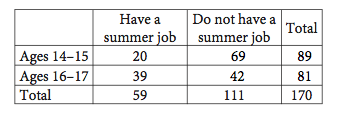 Have a summer job Do not have a summer job Total
Ages 14–15 20 69 89
Ages 16–17 39 42 81
Total 59 111 170